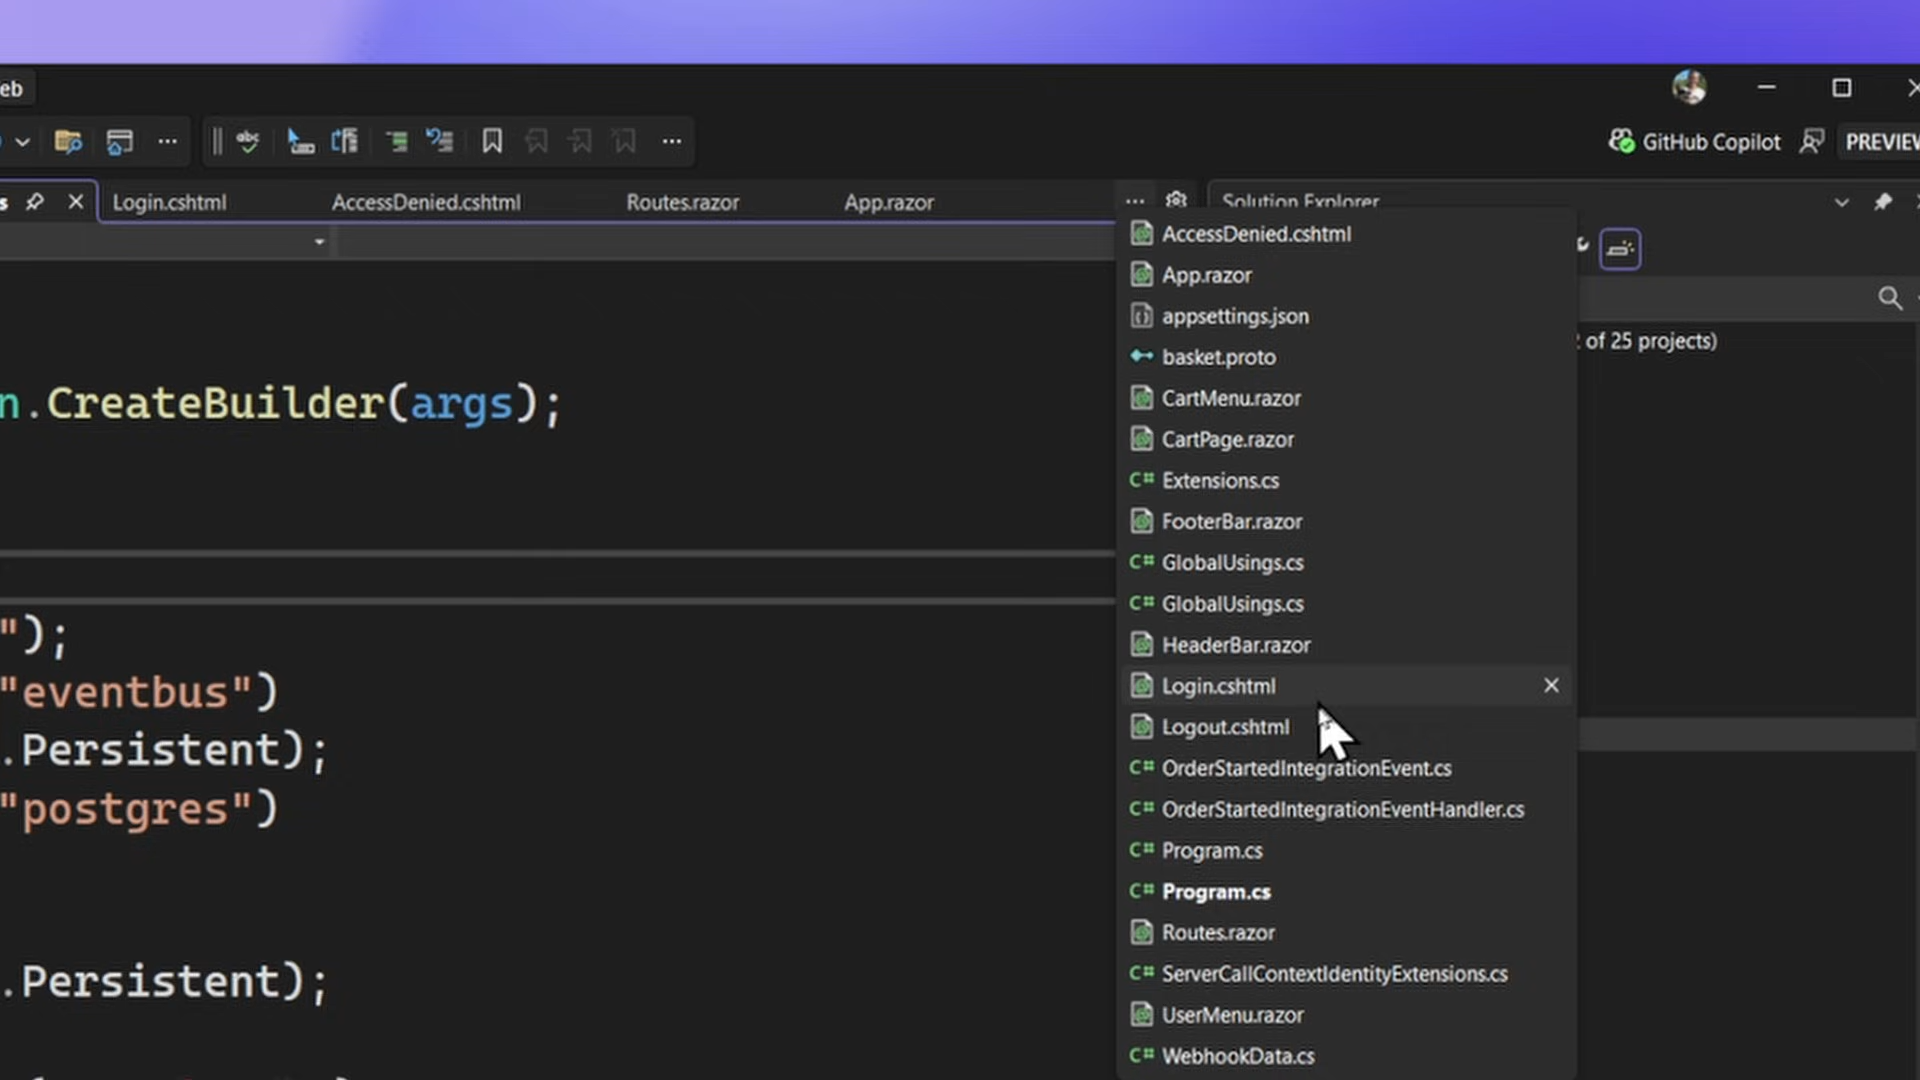 eb
abc
GitHub Copilot
PREVIEW
s
Login.cshtml
AccessDenied.cshtml
Routes.razor
App.razor
Solution Explorer
AccessDenied.cshtml
App.razor
appsettings.json
of 25 projects)
basket.proto
CartMenu.razor
n.CreateBuilder(args);
CartPage.razor
C# Extensions.cs
FooterBar.razor
C# GlobalUsings.cs
C# GlobalUsings.cs
");
HeaderBar.razor
"eventbus")
Login.cshtml
Logout.cshtml
.Persistent);
C# OrderStartedIntegrationEvent.cs
"postgres")
C# OrderStartedIntegrationEventHandler.cs
C# Program.cs
C# Program.cs
Routes.razor
.Persistent);
C# ServerCallContextIdentityExtensions.cs
UserMenu.razor
C# WebhookData.cs